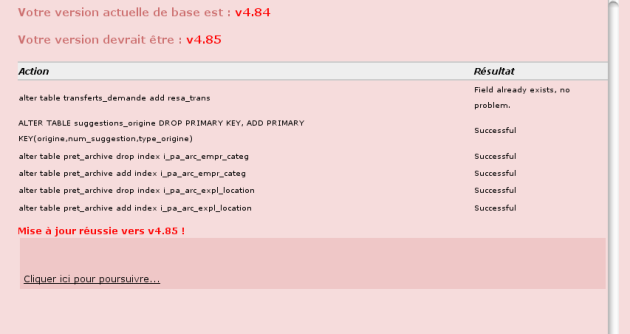 Votre version actuelle de base est : v4.84
Votre version devrait être : v4.85
Action Résultat
alter table transferts_demande add resa_trans Field already exists, no
problem.
ALTER TABLE suggestions_origine DROP PRIMARY KEY, ADD PRIMARY
KEY(origine,num_suggestion,type_origine) Successful
alter table pret_archive drop index i_pa_arc_empr_categ Successful
alter table pret_archive add index i_pa_arc_empr_categ Successful
alter table pret_archive drop index i_pa_arc_expl_location Successful
alter table pret_archive add index i_pa_arc_expl_location Successful
Mise à jour réussie vers v4.85 !
Cliquer ici pour poursuivre...